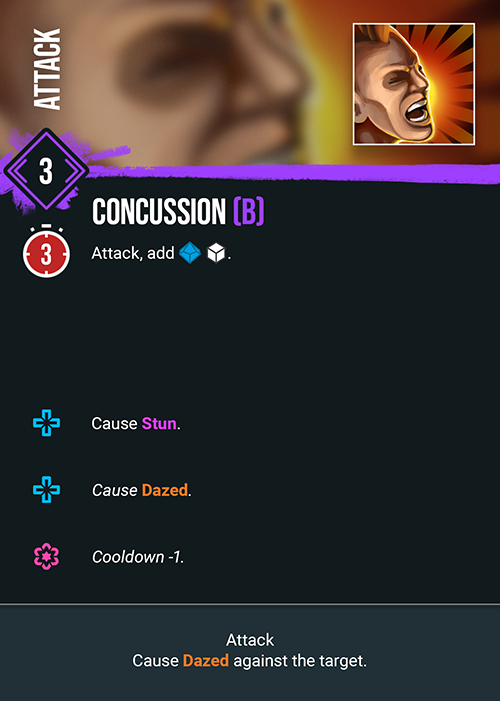 ATTACK
3
CONCUSSION (B)
3
Attack, add .
Cause Stun.
Cause Dazed.
Cooldown -1.
Attack
Cause Dazed against the target.